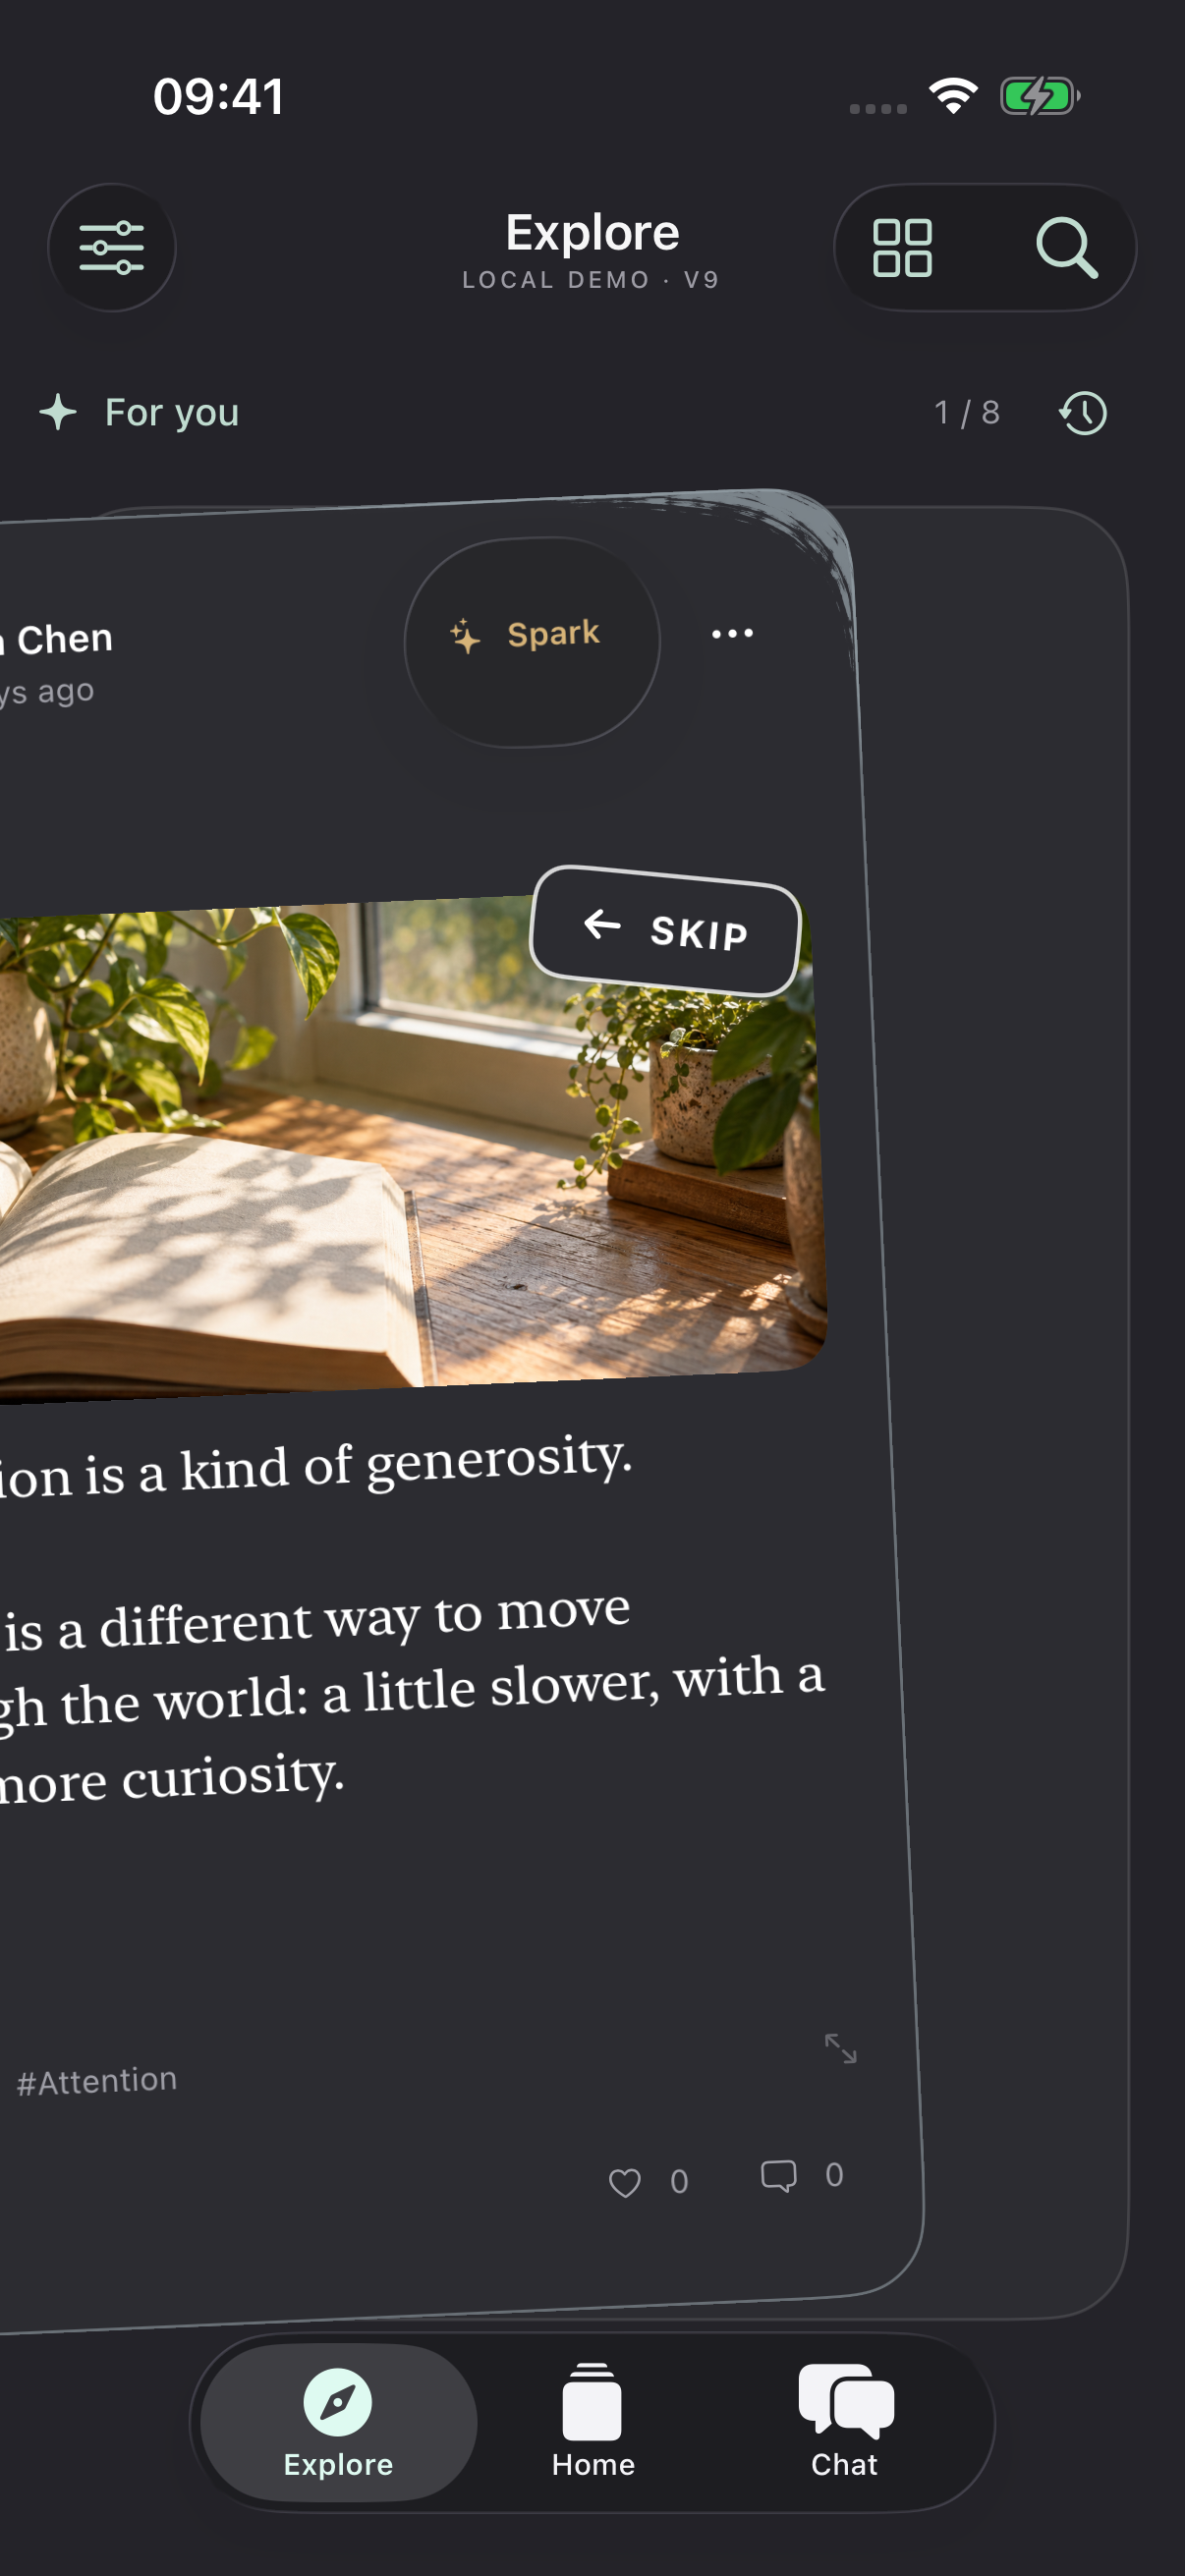 09:41
Explore
LOCAL DEMO · V9
For you
1 / 8
Chen
ys ago
Spark
SKIP
ion is a kind of generosity.
is a different way to move
gh the world: a little slower, with a
more curiosity.
#Attention
0
0
Explore
Home
Chat